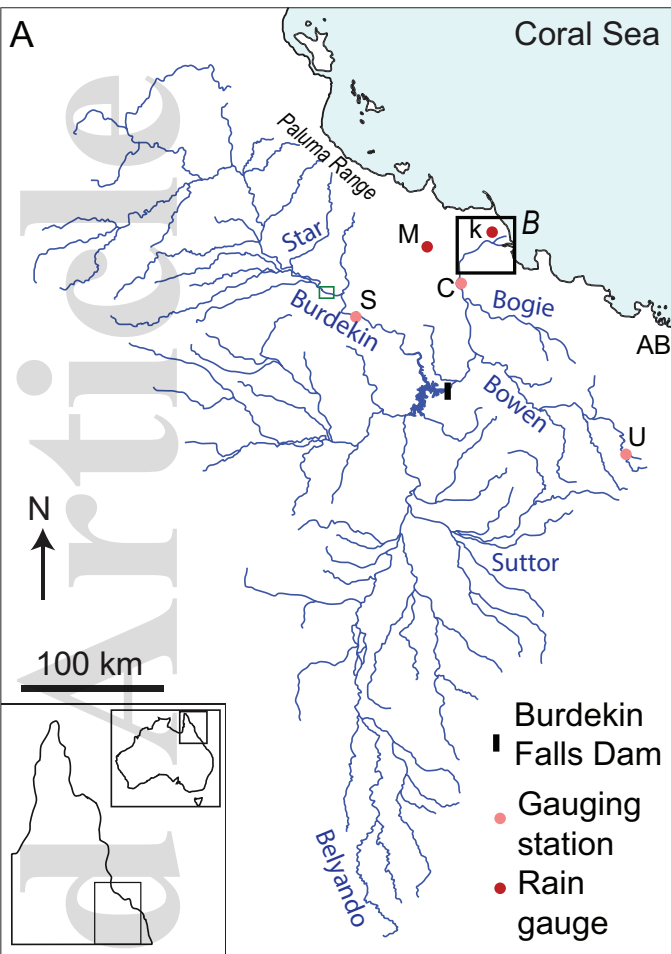 A
Coral Sea
Paluma Range
Star
M
k
B
S
C
Burdekin
Bogie
AB
Bowen
U
N
Suttor
100 km
Burdekin
Falls Dam
Gauging
station
Rain
gauge
Belyando
d Article